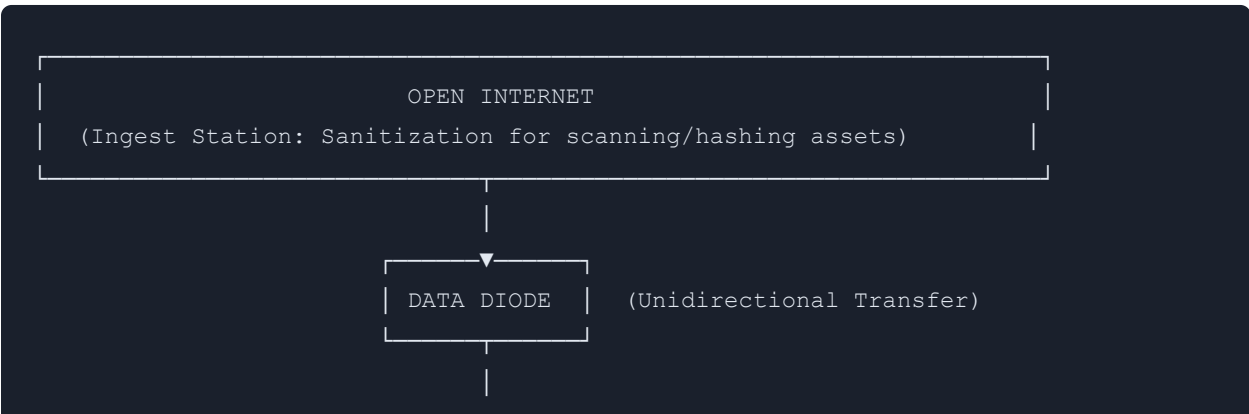 OPEN INTERNET
(Ingest Station: Sanitization for scanning/hashing assets)
DATA DIODE (Unidirectional Transfer)